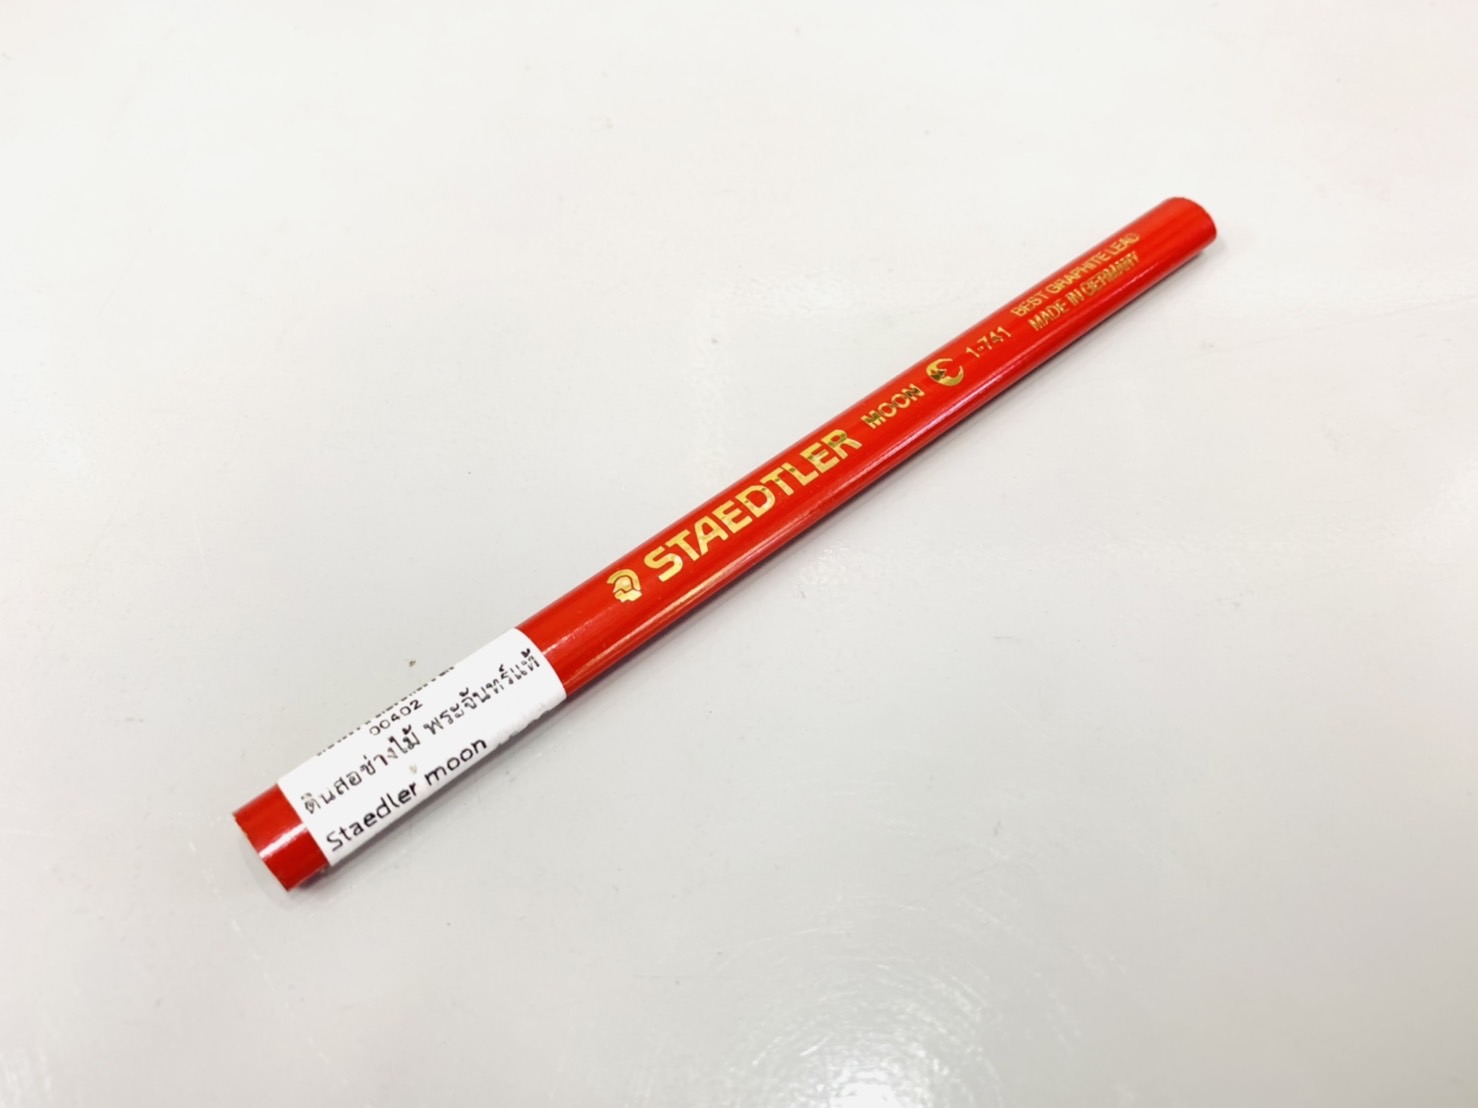 STAEDTLER MOON 1-741
BEST GRAPHITE LEAD
MADE IN GERMANY
00402
ดินสอช่างไม้ พระจันทร์แท้
Staedler moon